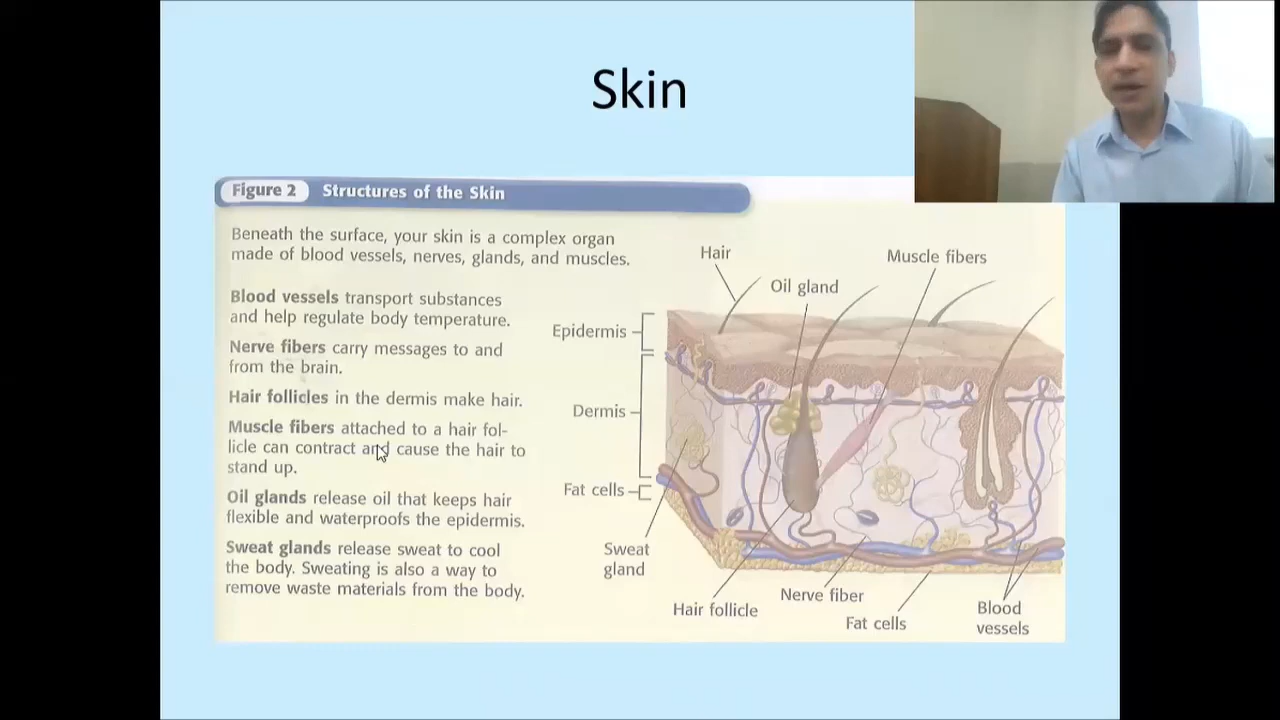 Skin
Figure 2 Structures of the Skin
Beneath the surface, your skin is a complex organ
made of blood vessels, nerves, glands, and muscles.
Blood vessels transport substances
and help regulate body temperature.
Nerve fibers carry messages to and
from the brain.
Hair follicles in the dermis make hair.
Muscle fibers attached to a hair fol-
licle can contract and cause the hair to
stand up.
Oil glands release oil that keeps hair
flexible and waterproofs the epidermis.
Sweat glands release sweat to cool
the body. Sweating is also a way to
remove waste materials from the body.
Hair
Muscle fibers
Oil gland
Epidermis
Dermis
Fat cells
Sweat
gland
Hair follicle
Nerve fiber
Fat cells
Blood
vessels